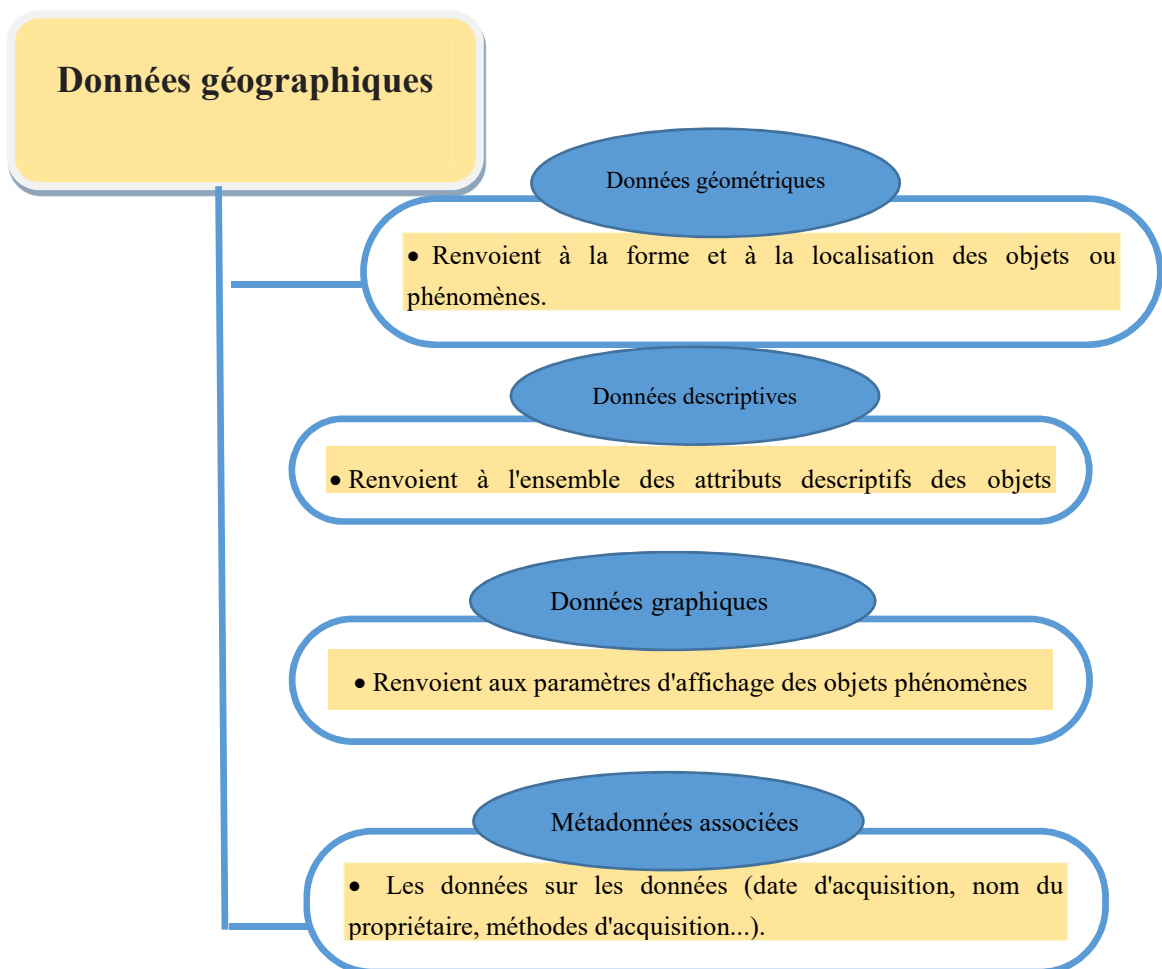 Données géographiques
Données géométriques
• Renvoient à la forme et à la localisation des objets ou
phénomènes.
Données descriptives
• Renvoient à l'ensemble des attributs descriptifs des objets
Données graphiques
• Renvoient aux paramètres d'affichage des objets phénomènes
Métadonnées associées
• Les données sur les données (date d'acquisition, nom du
propriétaire, méthodes d'acquisition...).